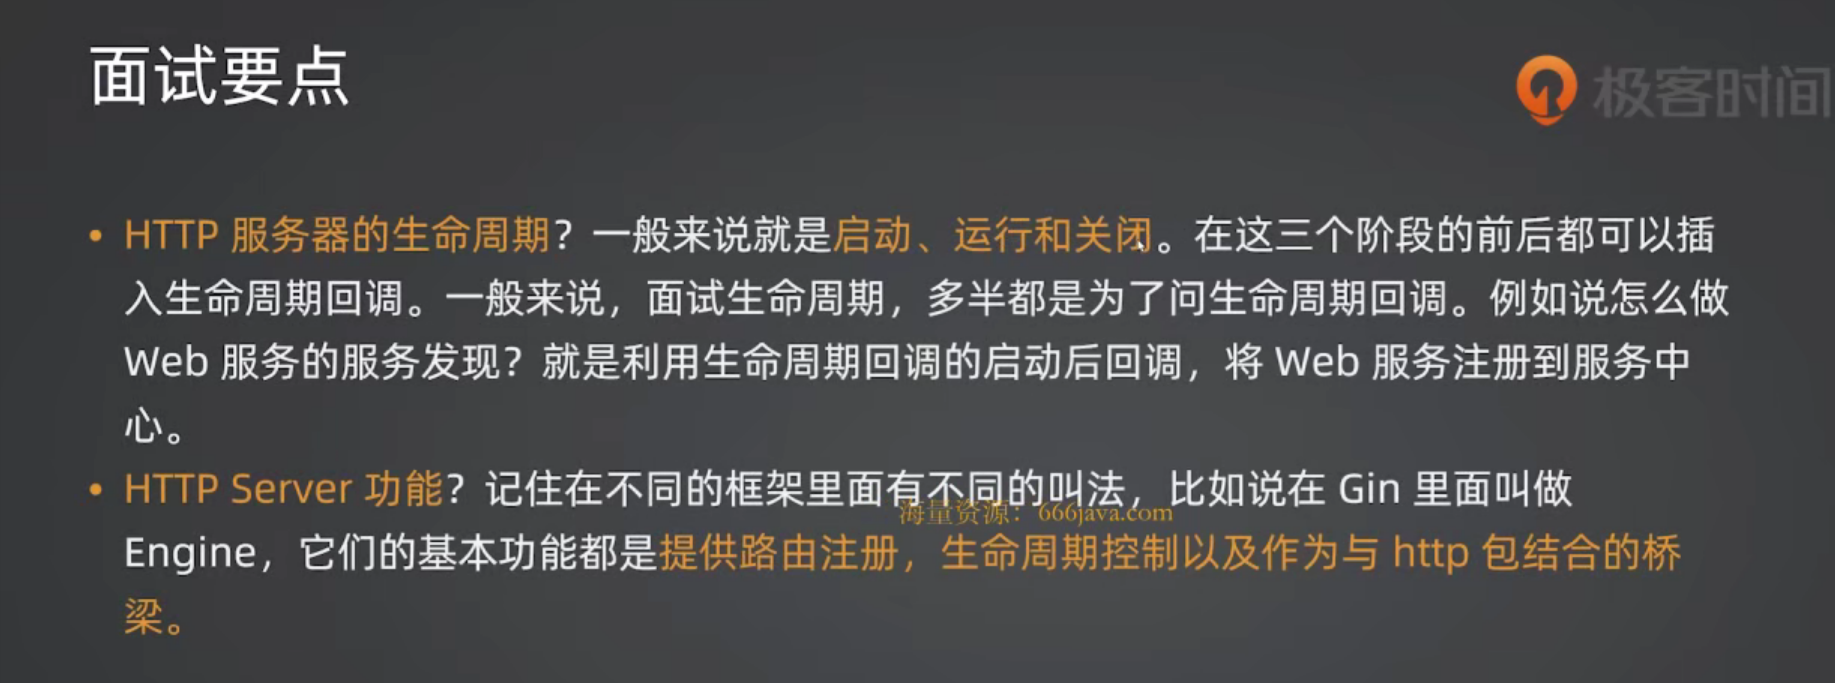 面试要点
极客时间
• HTTP 服务器的生命周期？一般来说就是启动、运行和关闭。在这三个阶段的前后都可以插
入生命周期回调。一般来说，面试生命周期，多半都是为了问生命周期回调。例如说怎么做
Web 服务的服务发现？就是利用生命周期回调的启动后回调，将 Web 服务注册到服务中
心。
• HTTP Server 功能？记住在不同的框架里面有不同的叫法，比如说在 Gin 里面叫做
海量资源：666java.com
Engine，它们的基本功能都是提供路由注册，生命周期控制以及作为与 http 包结合的桥
梁。